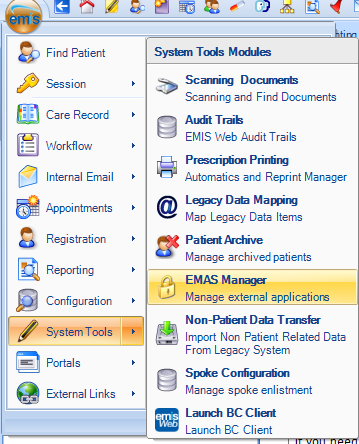 emis
Find Patient
Session
Care Record
Workflow
Internal Email
Appointments
Registration
Reporting
Configuration
System Tools
Portals
External Links
System Tools Modules
Scanning Documents
Scanning and Find Documents
Audit Trails
EMIS Web Audit Trails
Prescription Printing
Automatics and Reprint Manager
@
Legacy Data Mapping
Map Legacy Data Items
Patient Archive
Manage archived patients
EMAS Manager
Manage external applications
Non-Patient Data Transfer
Import Non Patient Related Data
From Legacy System
Spoke Configuration
Manage spoke enlistment
emis
Web
Launch BC Client
Launch BC Client
nting
If you need